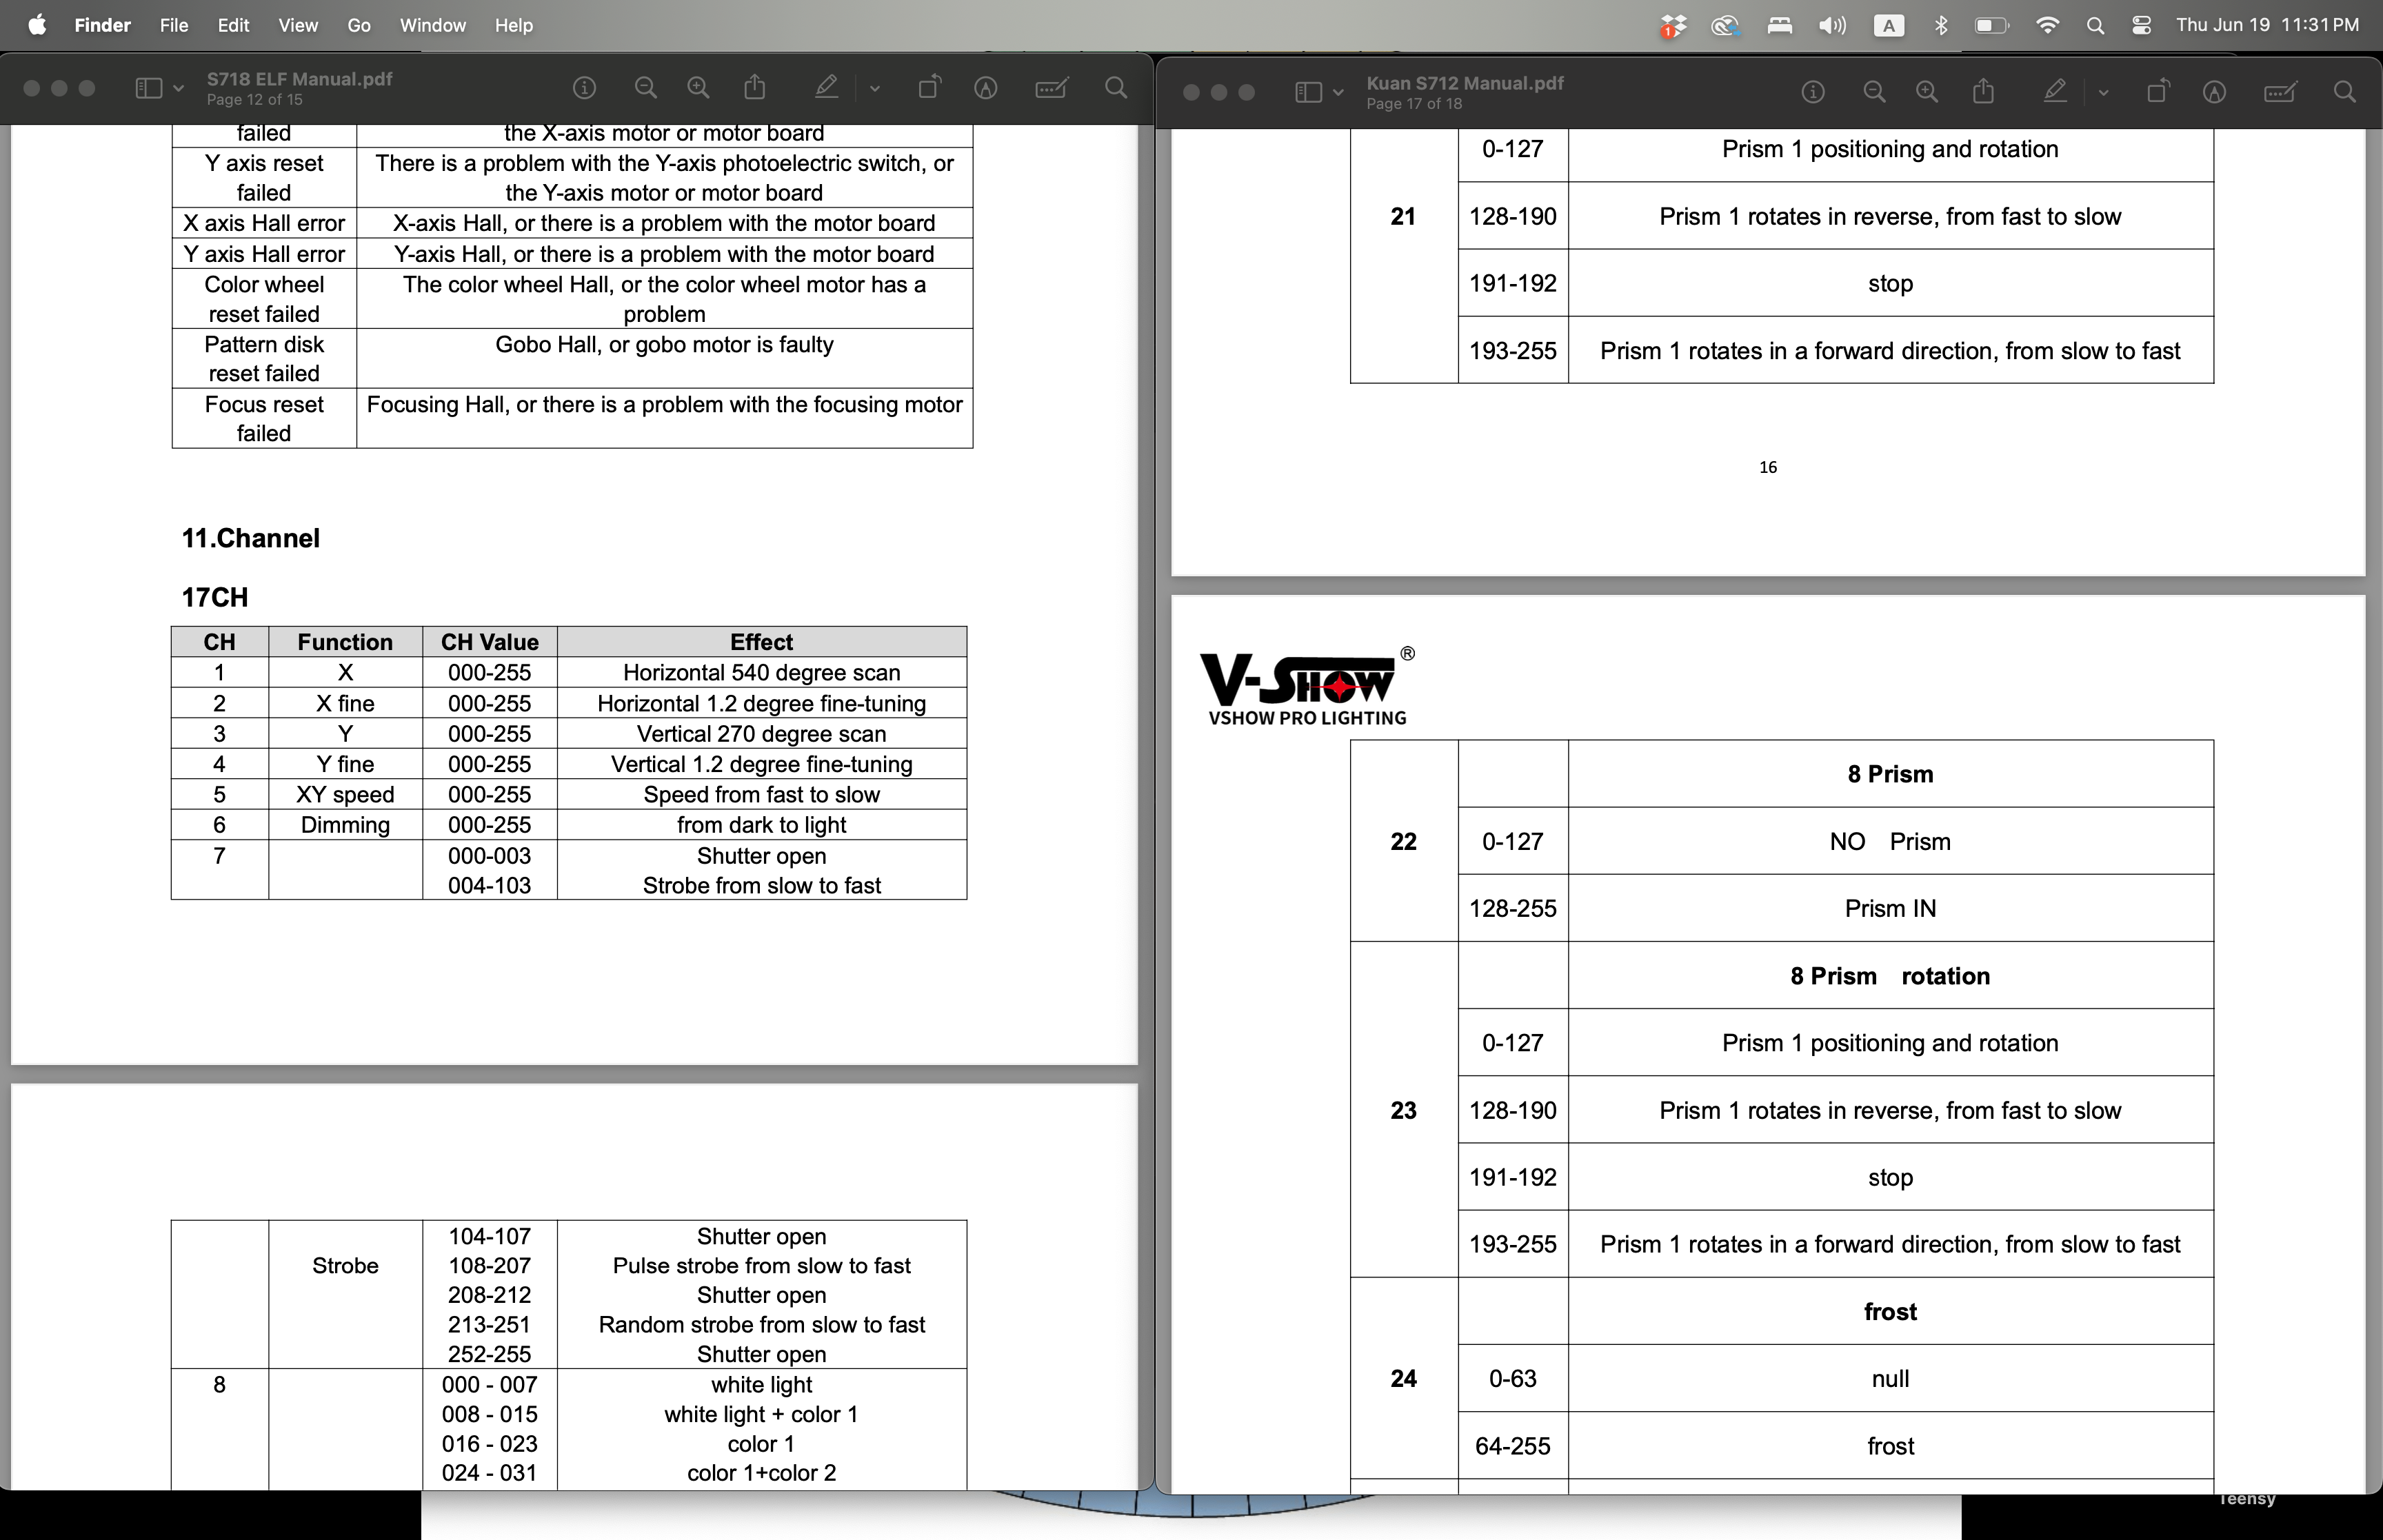 Finder File Edit View Go Window Help
1 A Thu Jun 19 11:31 PM
S718 ELF Manual.pdf
Page 12 of 15
failed the X-axis motor or motor board
Y axis reset There is a problem with the Y-axis photoelectric switch, or
failed the Y-axis motor or motor board
X axis Hall error X-axis Hall, or there is a problem with the motor board
Y axis Hall error Y-axis Hall, or there is a problem with the motor board
Color wheel The color wheel Hall, or the color wheel motor has a
reset failed problem
Pattern disk Gobo Hall, or gobo motor is faulty
reset failed
Focus reset Focusing Hall, or there is a problem with the focusing motor
failed
11.Channel
17CH
CH Function CH Value Effect
1 X 000-255 Horizontal 540 degree scan
2 X fine 000-255 Horizontal 1.2 degree fine-tuning
3 Y 000-255 Vertical 270 degree scan
4 Y fine 000-255 Vertical 1.2 degree fine-tuning
5 XY speed 000-255 Speed from fast to slow
6 Dimming 000-255 from dark to light
7 000-003 Shutter open
004-103 Strobe from slow to fast
104-107 Shutter open
Strobe 108-207 Pulse strobe from slow to fast
208-212 Shutter open
213-251 Random strobe from slow to fast
252-255 Shutter open
8 000 - 007 white light
008 - 015 white light + color 1
016 - 023 color 1
024 - 031 color 1+color 2
Kuan S712 Manual.pdf
Page 17 of 18
0-127 Prism 1 positioning and rotation
21 128-190 Prism 1 rotates in reverse, from fast to slow
191-192 stop
193-255 Prism 1 rotates in a forward direction, from slow to fast
16
V-SHOW ®
VSHOW PRO LIGHTING
8 Prism
22 0-127 NO Prism
128-255 Prism IN
8 Prism rotation
0-127 Prism 1 positioning and rotation
23 128-190 Prism 1 rotates in reverse, from fast to slow
191-192 stop
193-255 Prism 1 rotates in a forward direction, from slow to fast
frost
24 0-63 null
64-255 frost
Teensy